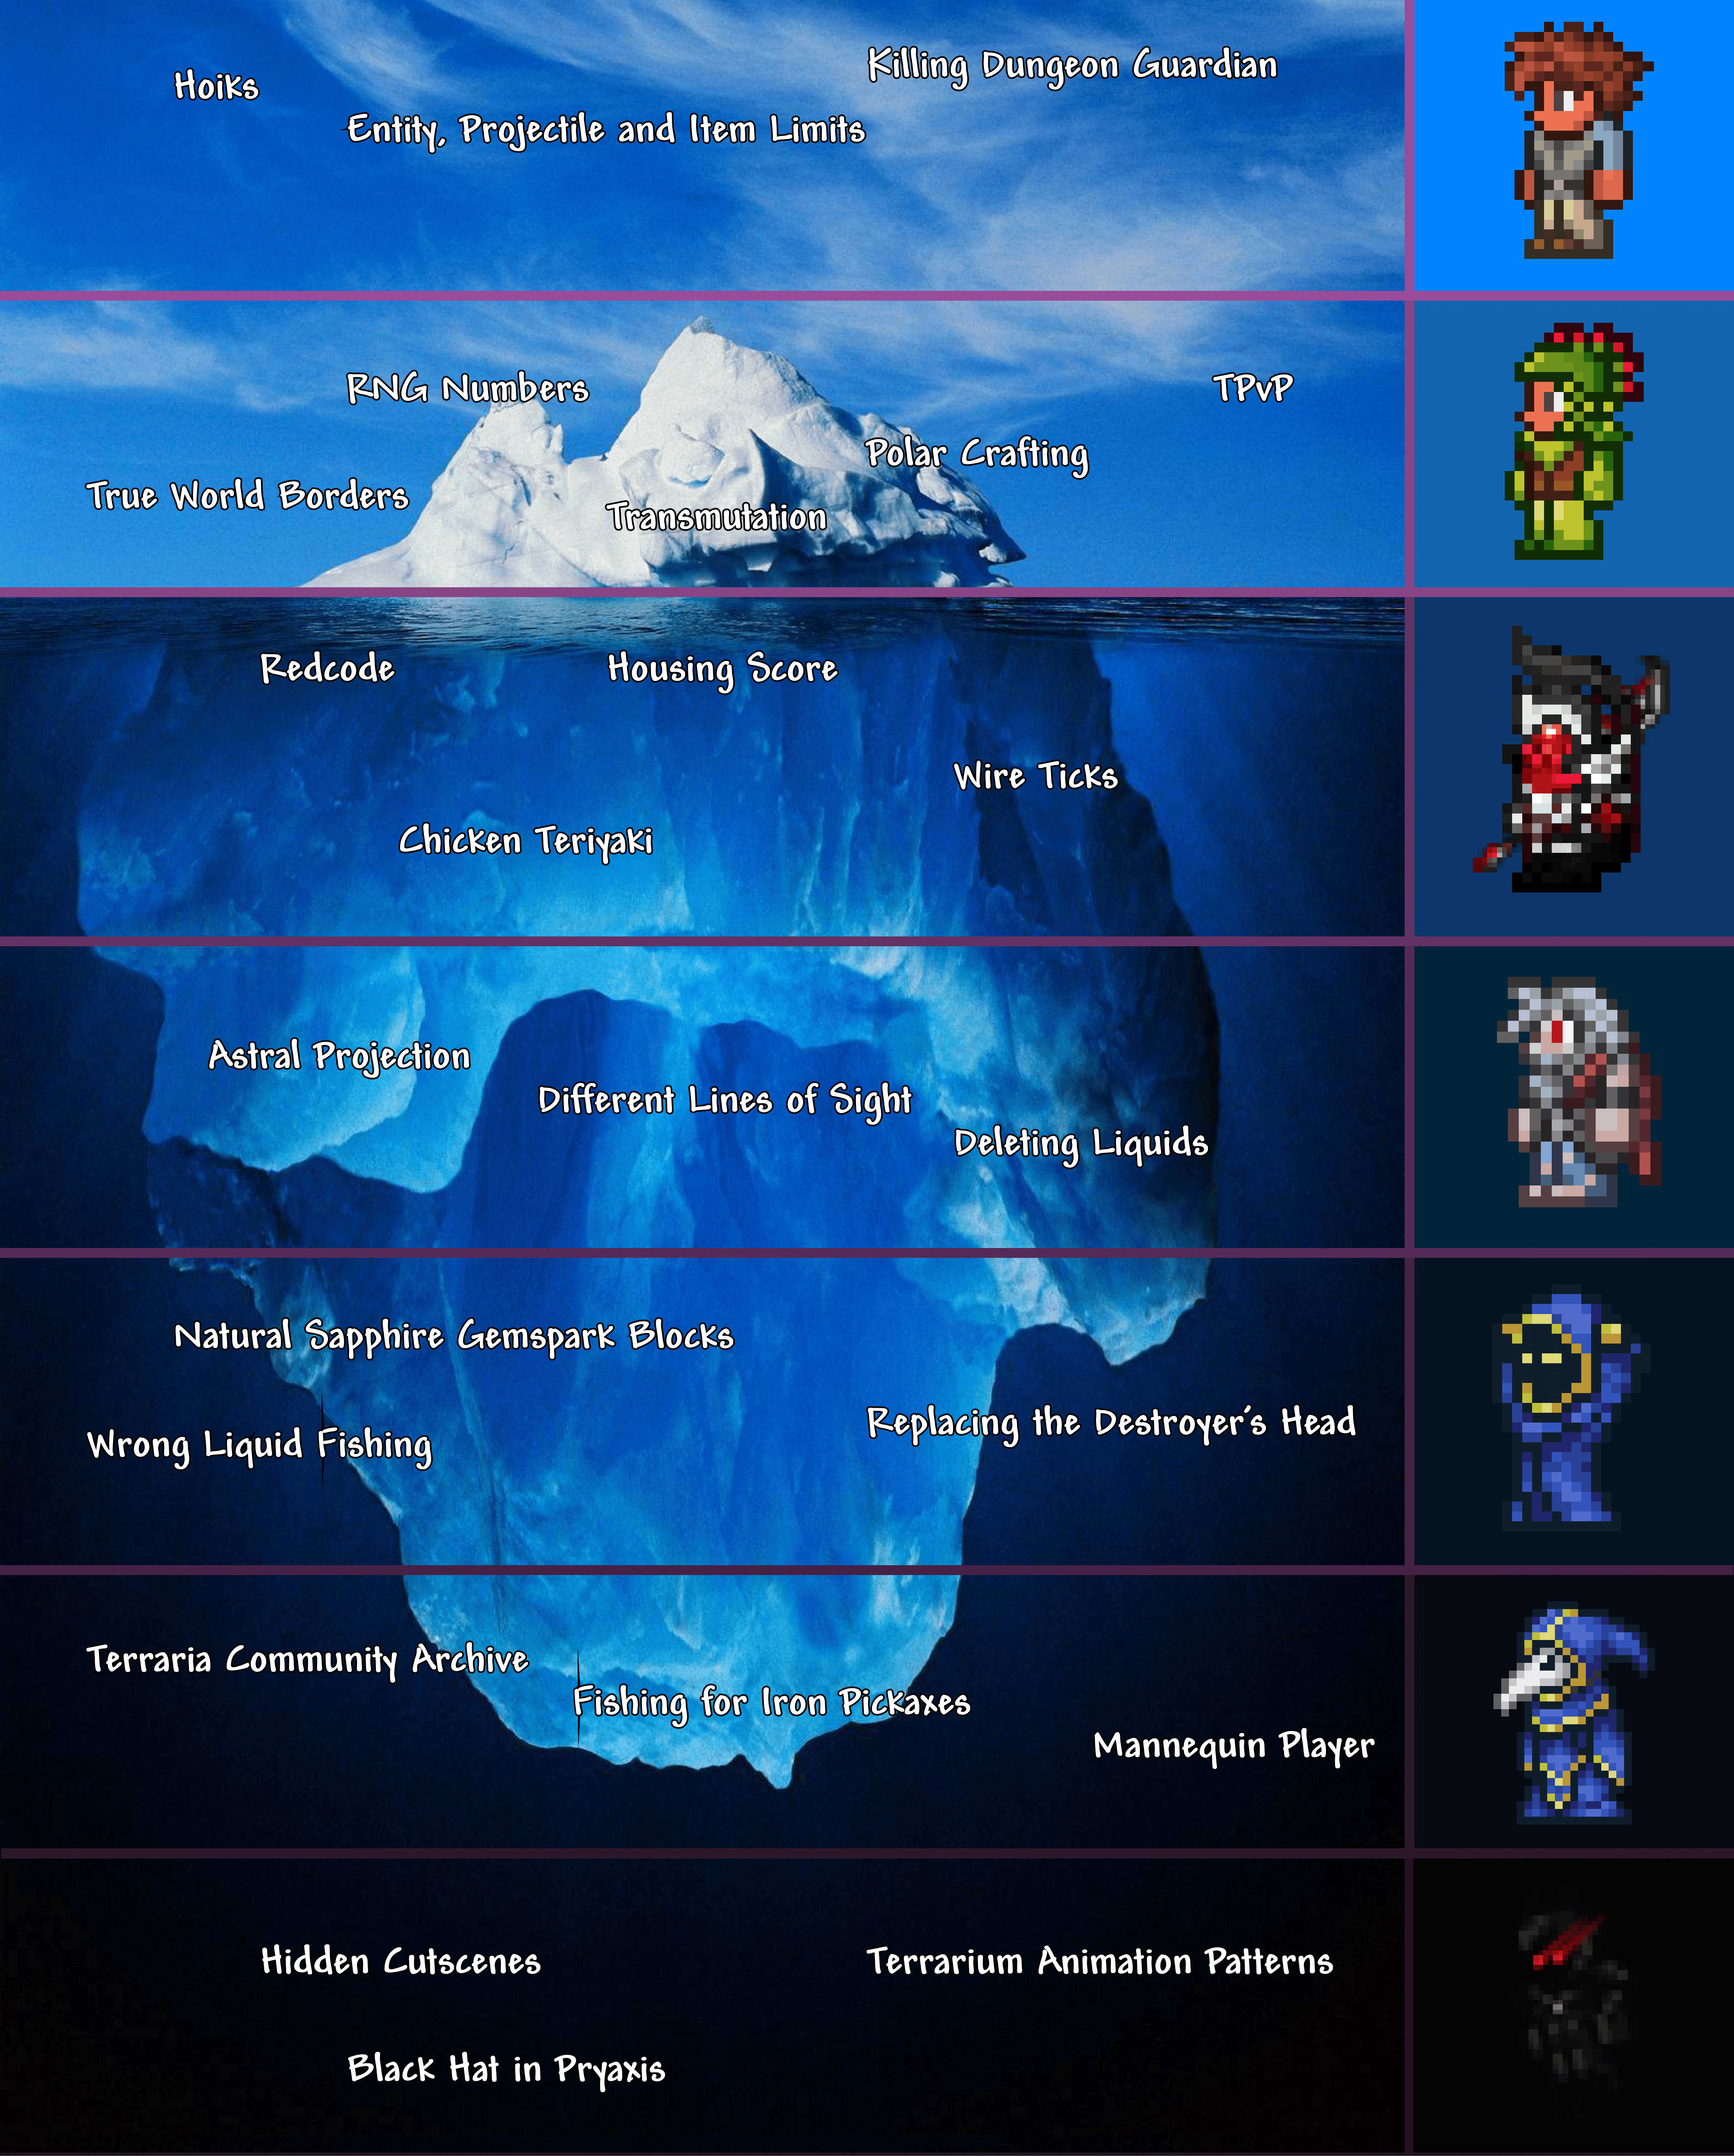 Killing Dungeon Guardian
Hoiks
Entity, Projectile and Item Limits
RNG Numbers
TPvP
Polar Crafting
True World Borders
Transmutation
Redcode
Housing Score
Wire Ticks
Chicken Teriyaki
Astral Projection
Different Lines of Sight
Deleting Liquids
Natural Sapphire Gemspark Blocks
Replacing the Destroyer's Head
Wrong Liquid Fishing
Terraria Community Archive
Fishing for Iron Pickaxes
Mannequin Player
Hidden Cutscenes
Terrarium Animation Patterns
Black Hat in Pryaxis